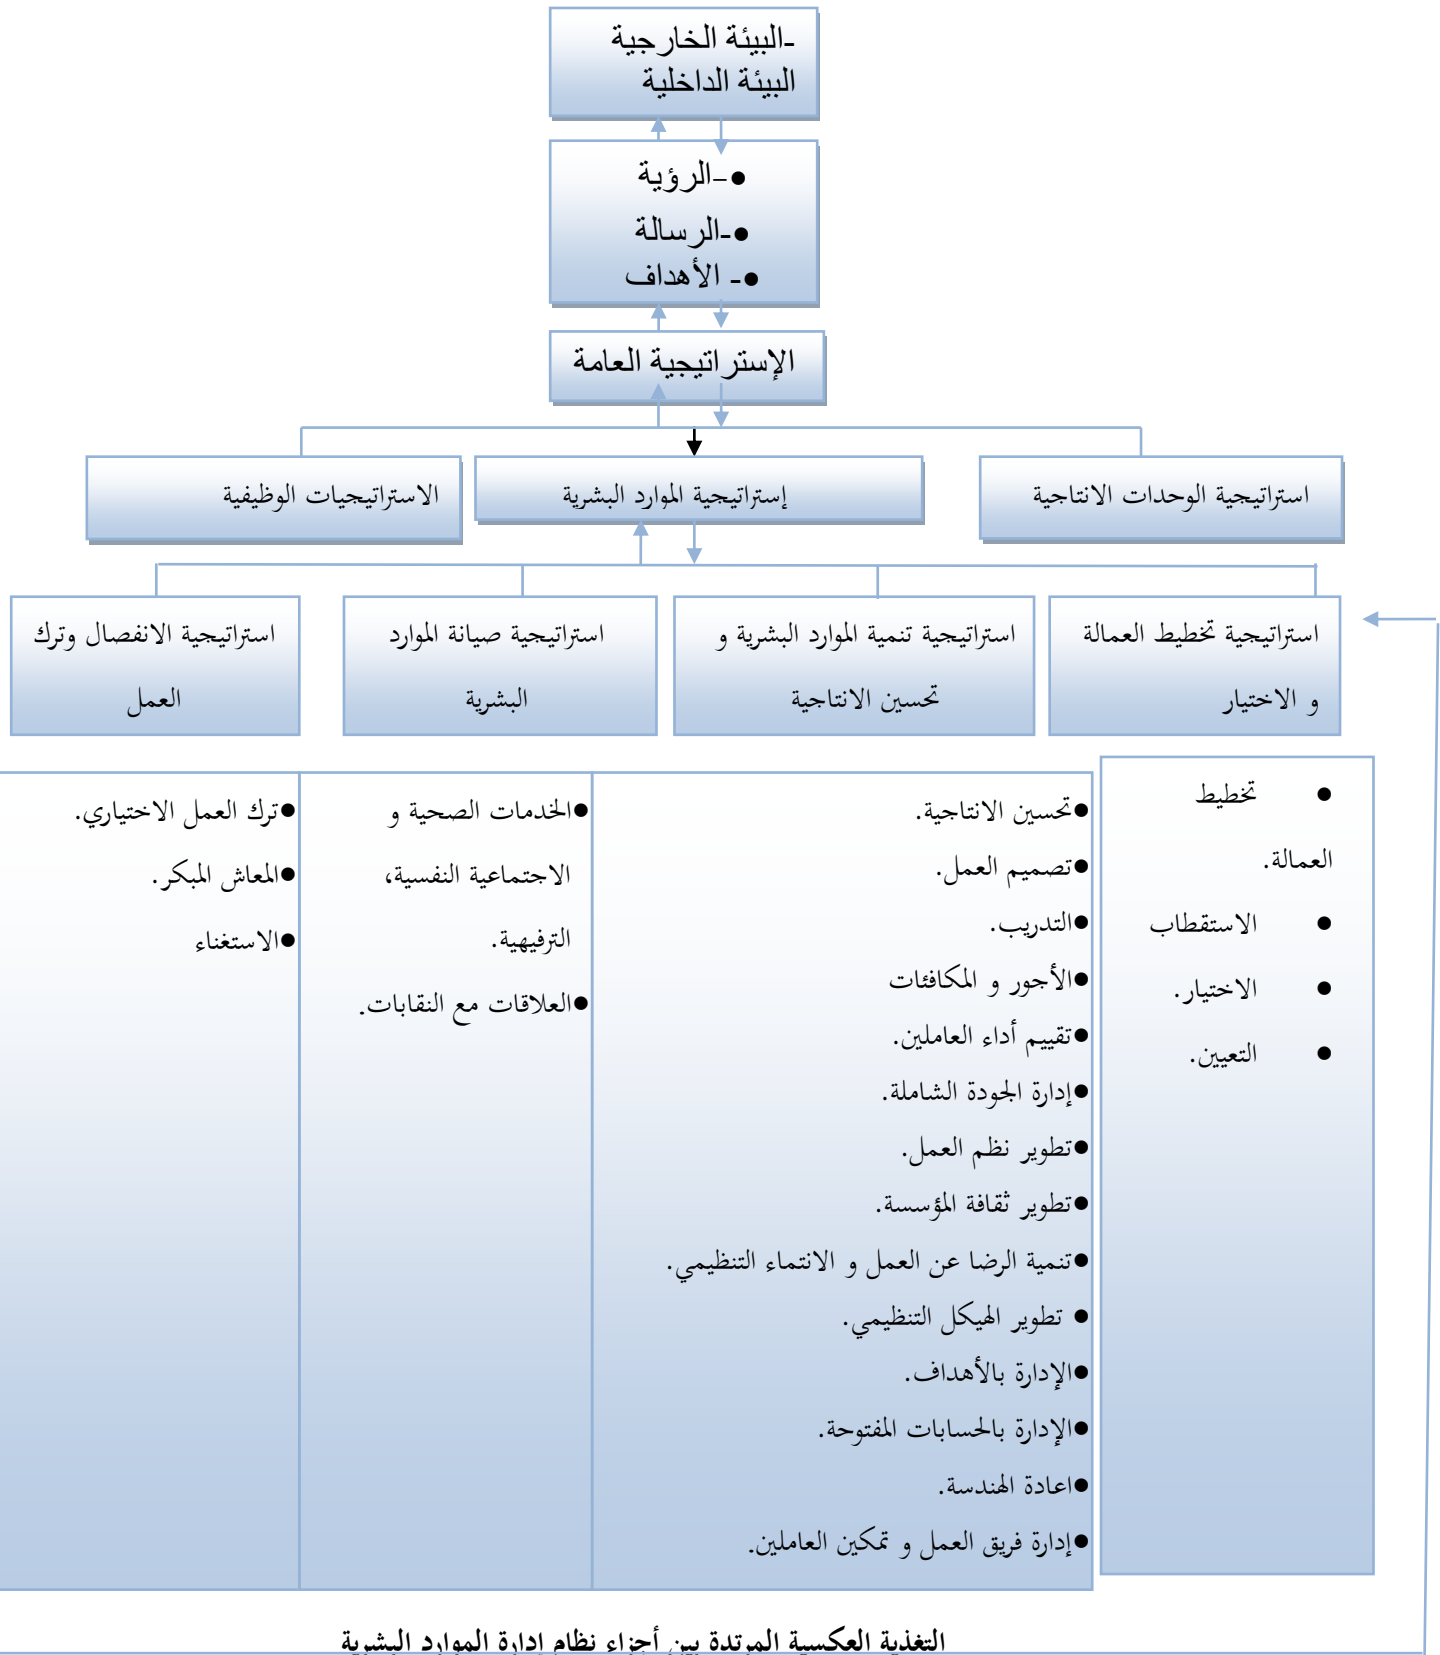 -البيئة الخارجية
البيئة الداخلية
●-الرؤية
●-الرسالة
●- الأهداف
الإستراتيجية العامة
استراتيجية الوحدات الانتاجية
إستراتيجية الموارد البشرية
الاستراتيجيات الوظيفية
استراتيجية تخطيط العمالة
و الاختيار
استراتيجية تنمية الموارد البشرية و
تحسين الانتاجية
استراتيجية صيانة الموارد
البشرية
استراتيجية الانفصال وترك
العمل
● تخطيط
العمالة.
● الاستقطاب
● الاختيار.
● التعيين.
●تحسين الانتاجية.
●تصميم العمل.
●التدريب.
●الأجور و المكافئات
●تقييم أداء العاملين.
●إدارة الجودة الشاملة.
●تطوير نظم العمل.
●تطوير ثقافة المؤسسة.
●تنمية الرضا عن العمل و الانتماء التنظيمي.
● تطوير الهيكل التنظيمي.
●الإدارة بالأهداف.
●الإدارة بالحسابات المفتوحة.
●اعادة الهندسة.
●إدارة فريق العمل و تمكين العاملين.
●الخدمات الصحية و
الاجتماعية النفسية،
الترفيهية.
●العلاقات مع النقابات.
●ترك العمل الاختياري.
●المعاش المبكر.
●الاستغناء
التغذية العكسية المرتدة بين أجزاء نظام إدارة الموارد البشرية